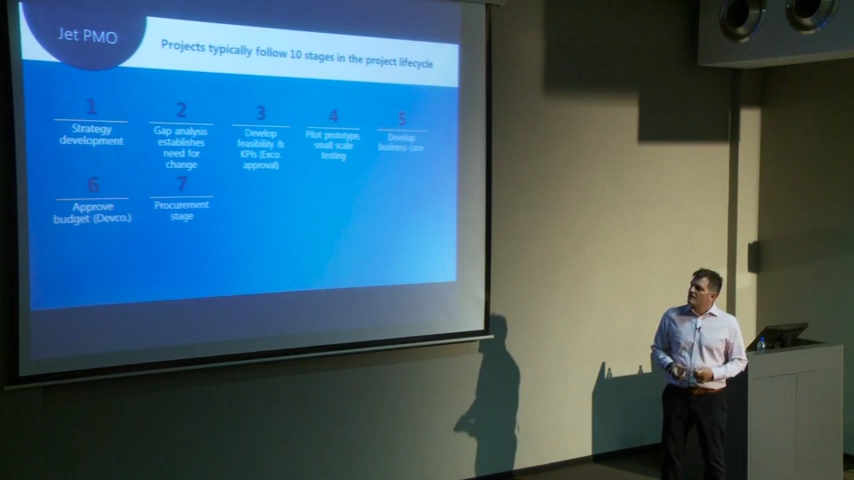 Jet PMO
Projects typically follow 10 stages in the project lifecycle
1
Strategy
development
2
Gap analysis
establishes
need for
change
3
Develop
feasibility &
KPIs (Exco.
approval)
4
Pilot prototype,
small scale
testing
5
Develop
business case
6
Approve
budget (Devco.)
7
Procurement
stage